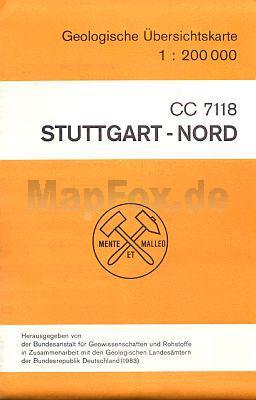 Geologische Übersichtskarte
1 : 200 000
CC 7118
STUTTGART - NORD
MapFox.de
MENTE MALLEO
ET
Herausgegeben von
der Bundesanstalt für Geowissenschaften und Rohstoffe
in Zusammenarbeit mit den Geologischen Landesämtern
der Bundesrepublik Deutschland (1983)